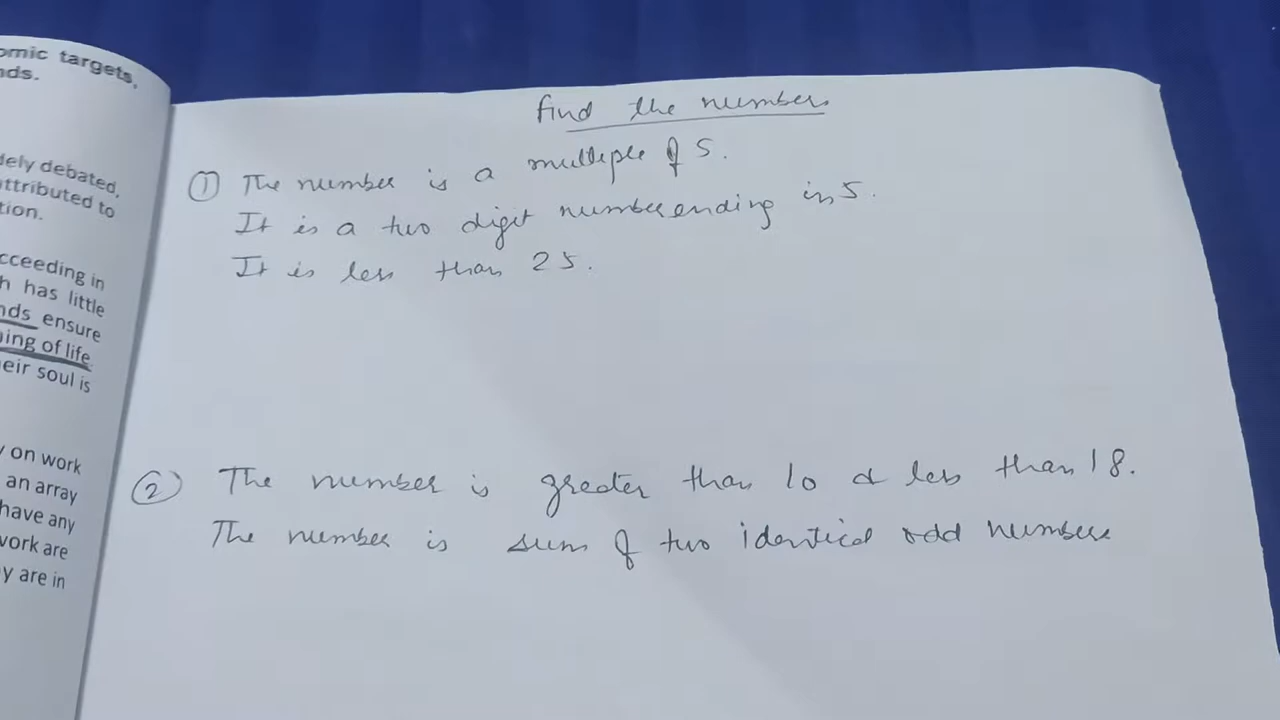 omic targets,
nds.
dely debated,
attributed to
tion.
cceeding in
h has little
nds ensure
ning of life
heir soul is
y on work
an array
have any
work are
y are in
find the numbers
① The number is a multiple of 5.
It is a two digit number ending in 5.
It is less than 25.
② The number is greater than 10 & less than 18.
The number is sum of two identical odd numbers